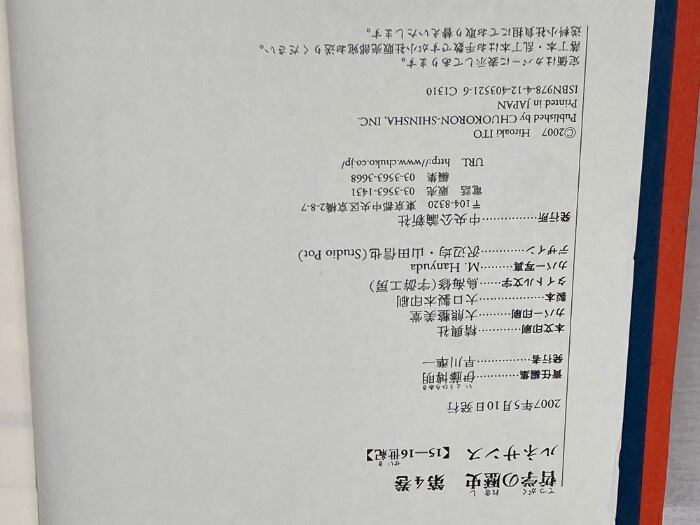 哲学の歴史　第4巻
ルネサンス【15—16世紀】
2007年5月10日発行
責任編集…………伊藤博明
発行者…………早川準一
本文印刷…………精興社
カバー印刷…………大熊整美堂
製本…………大口製本印刷
タイトル文字…………鳥海修(字游工房)
カバー写真…………M. Hanyuda
デザイン…………沢辺均・山田信也(Studio Pot)
発行所…………中央公論新社
〒104-8320　東京都中央区京橋2-8-7
電話　販売　03-3563-1431
編集　03-3563-3668
URL　http://www.chuko.co.jp/
©2007　Hiroaki ITO
Published by CHUOKORON-SHINSHA, INC.
Printed in JAPAN
ISBN978-4-12-403521-6 C1310
定価はカバーに表示してあります。
落丁本・乱丁本はお手数ですが小社販売部宛お送りください。
送料小社負担にてお取り替えいたします。